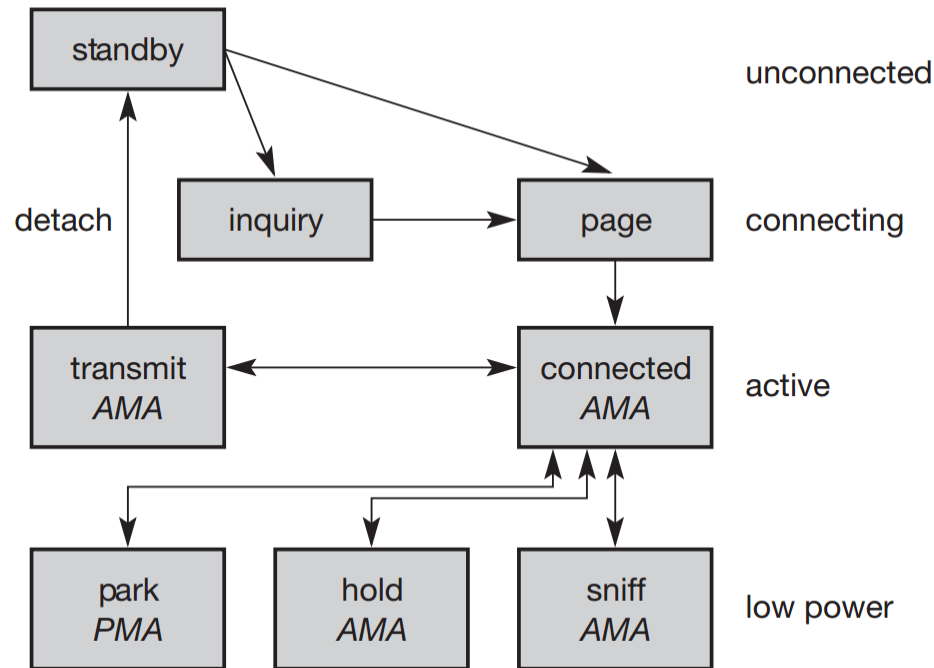 standby
unconnected
detach
inquiry
page
connecting
transmit
AMA
connected
AMA
active
park
PMA
hold
AMA
sniff
AMA
low power